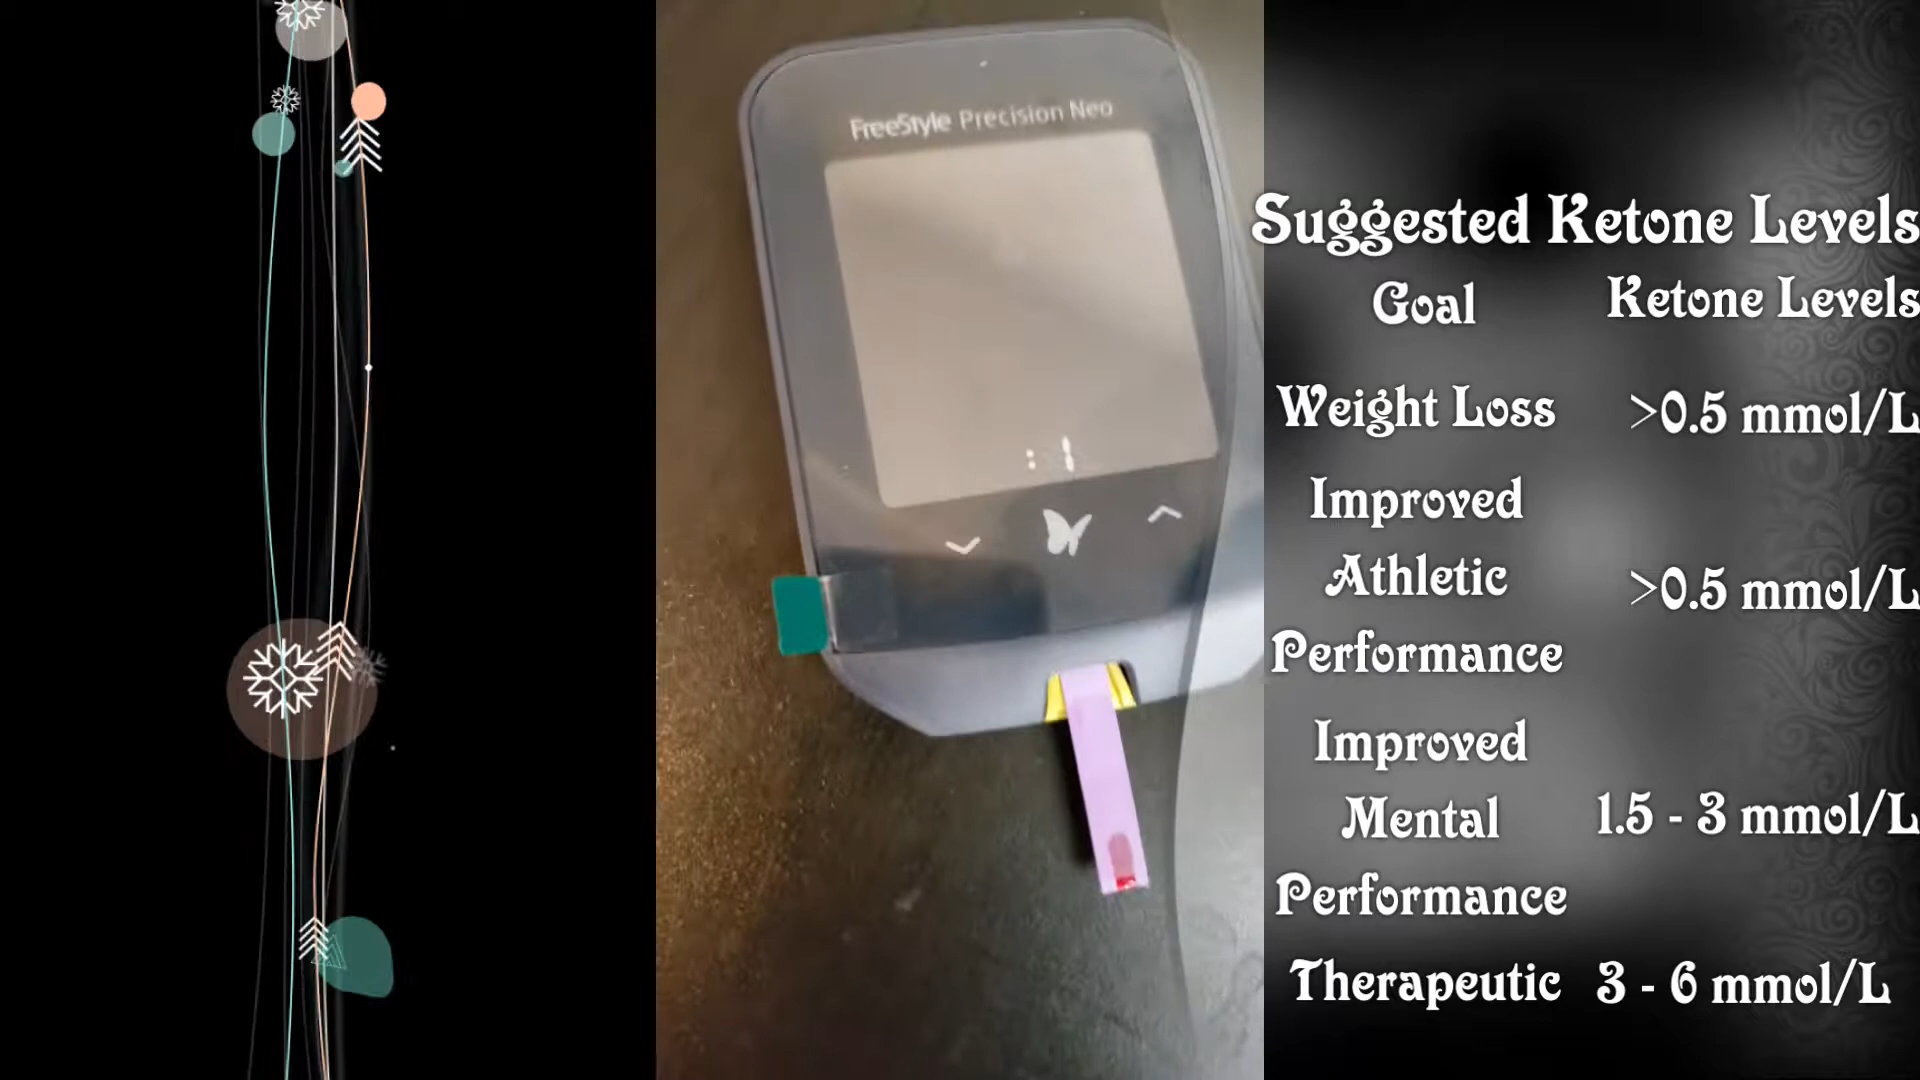 FreeStyle Precision Neo
: 1
Suggested Ketone Levels
Goal Ketone Levels
Weight Loss >0.5 mmol/L
Improved
Athletic >0.5 mmol/L
Performance
Improved
Mental 1.5 - 3 mmol/L
Performance
Therapeutic 3 - 6 mmol/L